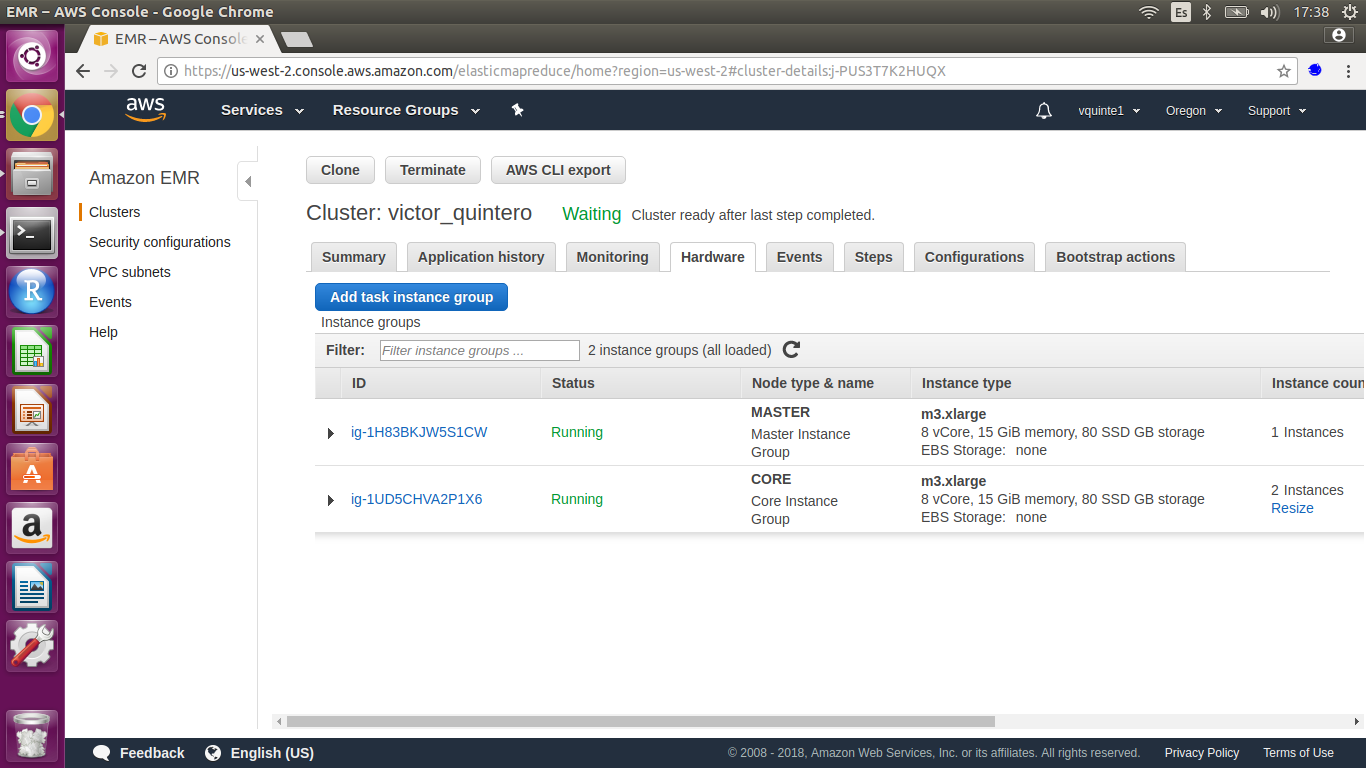 EMR – AWS Console - Google Chrome
Es
17:38
EMR – AWS Console
https://us-west-2.console.aws.amazon.com/elasticmapreduce/home?region=us-west-2#cluster-details:j-PUS3T7K2HUQX
aws
Services
Resource Groups
vquinte1
Oregon
Support
Amazon EMR
Clusters
Security configurations
VPC subnets
Events
Help
Clone
Terminate
AWS CLI export
Cluster: victor_quintero
Waiting
Cluster ready after last step completed.
Summary
Application history
Monitoring
Hardware
Events
Steps
Configurations
Bootstrap actions
Add task instance group
Instance groups
Filter:
Filter instance groups ...
2 instance groups (all loaded)
ID
Status
Node type & name
Instance type
Instance coun
ig-1H83BKJW5S1CW
Running
MASTER
Master Instance
Group
m3.xlarge
8 vCore, 15 GiB memory, 80 SSD GB storage
EBS Storage: none
1 Instances
ig-1UD5CHVA2P1X6
Running
CORE
Core Instance
Group
m3.xlarge
8 vCore, 15 GiB memory, 80 SSD GB storage
EBS Storage: none
2 Instances
Resize
R
A
a
Feedback
English (US)
© 2008 - 2018, Amazon Web Services, Inc. or its affiliates. All rights reserved.
Privacy Policy
Terms of Use